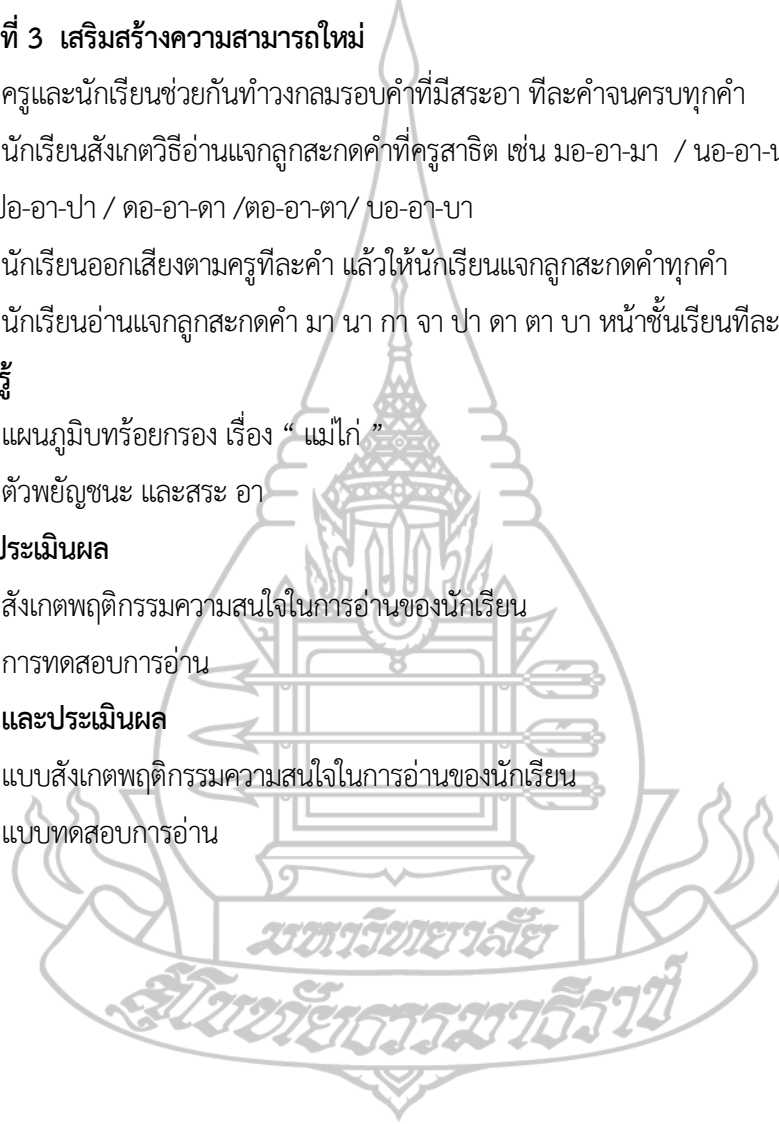 ที่ 3 เสริมสร้างความสามารถใหม่
ครูและนักเรียนช่วยกันทำวงกลมรอบคำที่มีสระอา ทีละคำจนครบทุกคำ
นักเรียนสังเกตวิธีอ่านแจกลูกสะกดคำที่ครูสาธิต เช่น มอ-อา-มา / นอ-อา-
ปอ-อา-ปา / ดอ-อา-ดา /ตอ-อา-ตา/ บอ-อา-บา
นักเรียนออกเสียงตามครูทีละคำ แล้วให้นักเรียนแจกลูกสะกดคำทุกคำ
นักเรียนอ่านแจกลูกสะกดคำ มา นา กา จา ปา ดา ตา บา หน้าชั้นเรียนทีละ
รู้
แผนภูมิบทร้อยกรอง เรื่อง “ แม่ไก่ ”
ตัวพยัญชนะ และสระ อา
ประเมินผล
สังเกตพฤติกรรมความสนใจในการอ่านของนักเรียน
การทดสอบการอ่าน
และประเมินผล
แบบสังเกตพฤติกรรมความสนใจในการอ่านของนักเรียน
แบบทดสอบการอ่าน
มหาวิทยาลัย
สุโขทัยธรรมาธิราช